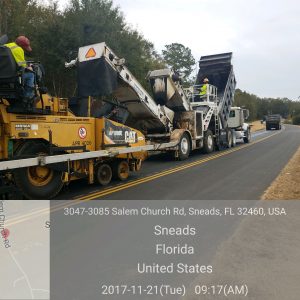 CAT
3047-3085 Salem Church Rd, Sneads, FL 32460, USA
Sneads
Florida
United States
2017-11-21(Tue) 09:17(AM)